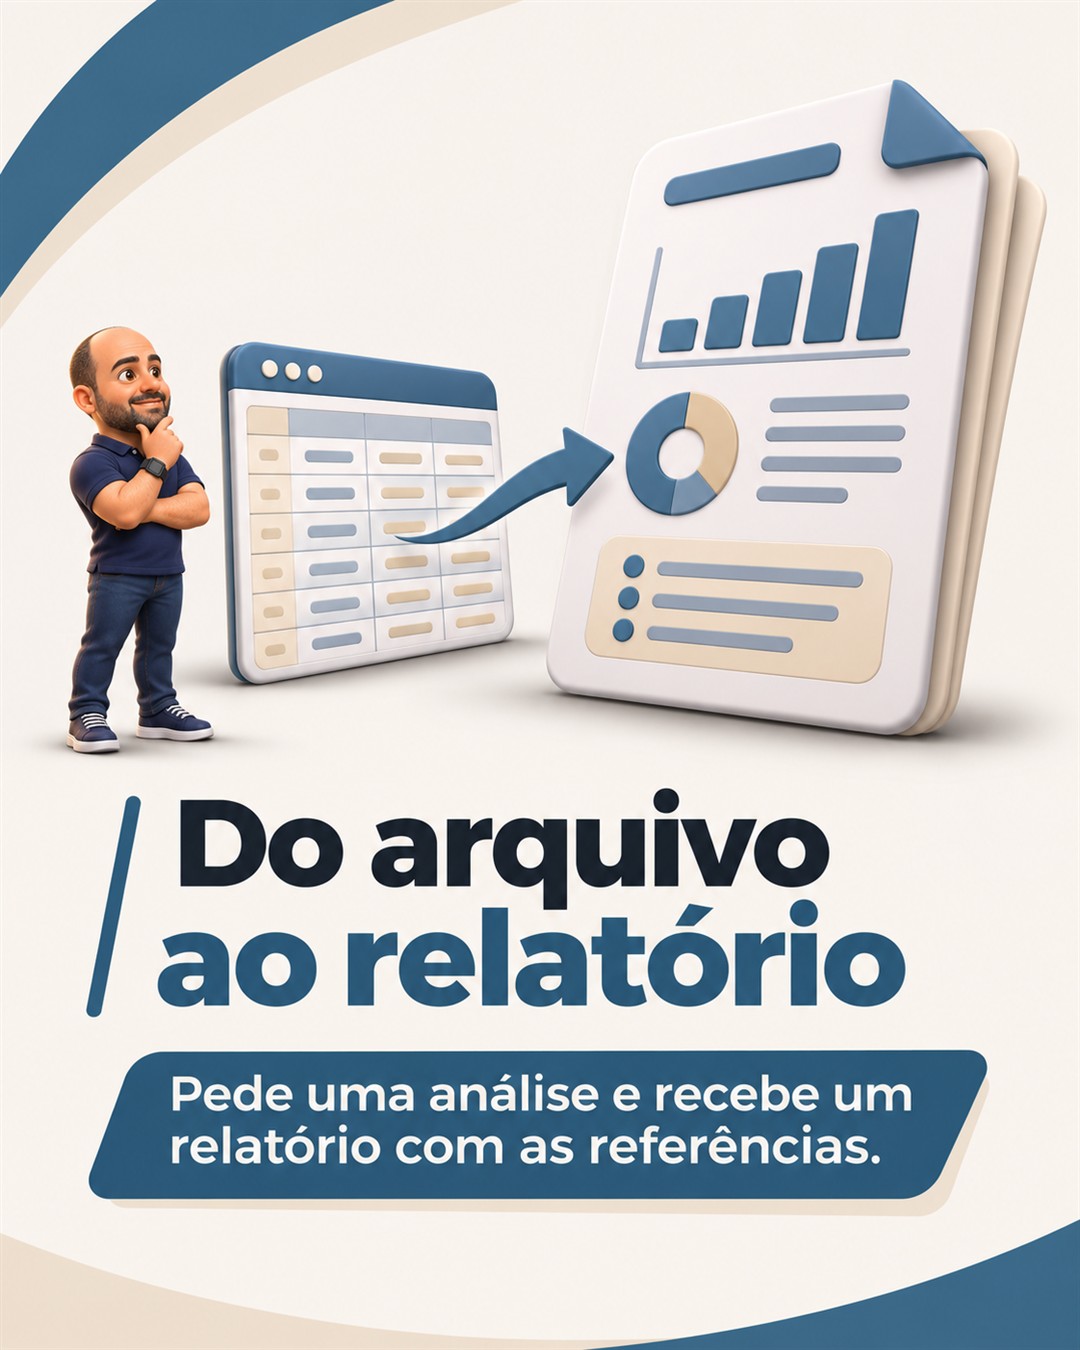 Do arquivo
ao relatório
Pede uma análise e recebe um
relatório com as referências.